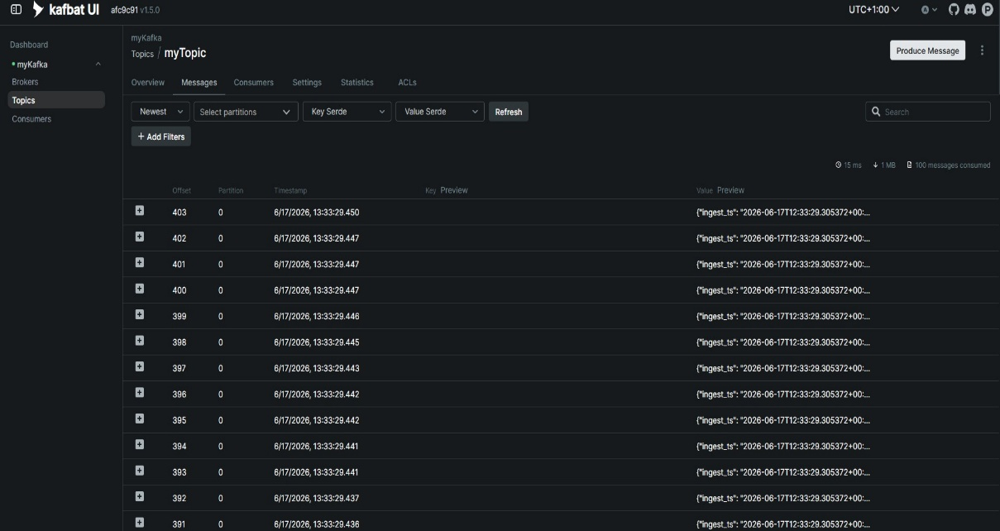 kafbat UI afc9c91 v1.5.0 UTC+1:00 A
Dashboard
myKafka
Brokers
Topics
Consumers
myKafka
Topics / myTopic
Produce Message
Overview Messages Consumers Settings Statistics ACLs
Newest Select partitions Key Serde Value Serde Refresh Search
+ Add Filters
15 ms 1 MB 100 messages consumed
Offset Partition Timestamp Key Preview Value Preview
403 0 6/17/2026, 13:33:29.450 {"ingest_ts": "2026-06-17T12:33:29.305372+00:...
402 0 6/17/2026, 13:33:29.447 {"ingest_ts": "2026-06-17T12:33:29.305372+00:...
401 0 6/17/2026, 13:33:29.447 {"ingest_ts": "2026-06-17T12:33:29.305372+00:...
400 0 6/17/2026, 13:33:29.447 {"ingest_ts": "2026-06-17T12:33:29.305372+00:...
399 0 6/17/2026, 13:33:29.446 {"ingest_ts": "2026-06-17T12:33:29.305372+00:...
398 0 6/17/2026, 13:33:29.445 {"ingest_ts": "2026-06-17T12:33:29.305372+00:...
397 0 6/17/2026, 13:33:29.443 {"ingest_ts": "2026-06-17T12:33:29.305372+00:...
396 0 6/17/2026, 13:33:29.442 {"ingest_ts": "2026-06-17T12:33:29.305372+00:...
395 0 6/17/2026, 13:33:29.442 {"ingest_ts": "2026-06-17T12:33:29.305372+00:...
394 0 6/17/2026, 13:33:29.441 {"ingest_ts": "2026-06-17T12:33:29.305372+00:...
393 0 6/17/2026, 13:33:29.441 {"ingest_ts": "2026-06-17T12:33:29.305372+00:...
392 0 6/17/2026, 13:33:29.437 {"ingest_ts": "2026-06-17T12:33:29.305372+00:...
391 0 6/17/2026, 13:33:29.436 {"ingest_ts": "2026-06-17T12:33:29.305372+00:...